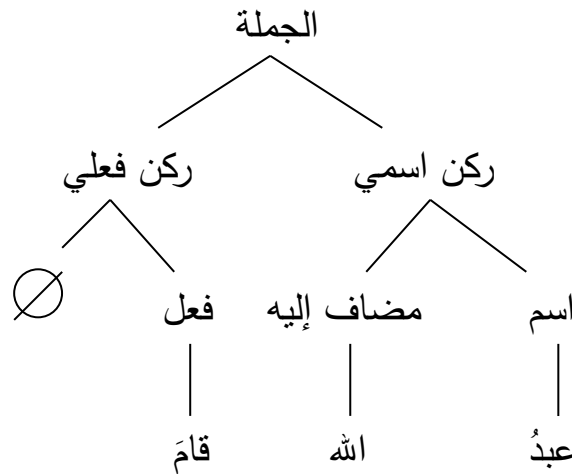 الجملة
ركن اسمي ركن فعلي
اسم مضاف إليه فعل ∅
عبدُ الله قامَ